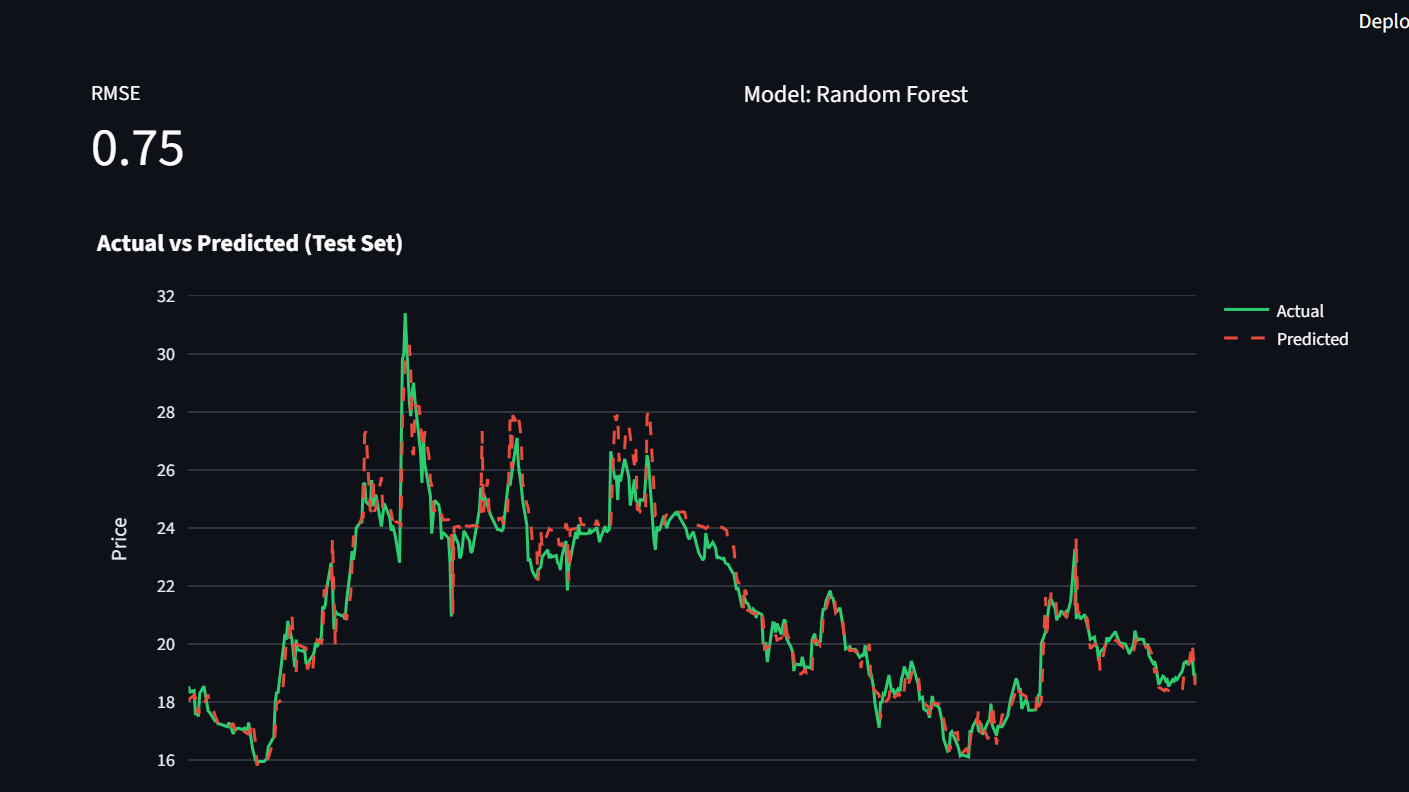 Deplo
RMSE
Model: Random Forest
0.75
Actual vs Predicted (Test Set)
32
30
28
26
24
22
20
18
16
Price
Actual
Predicted